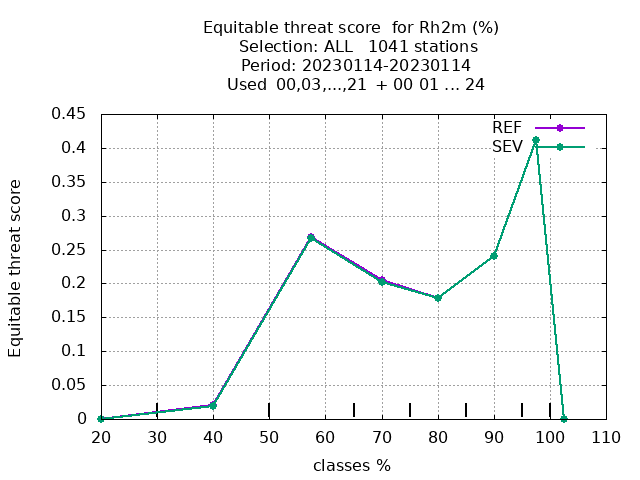 Equitable threat score  for Rh2m (%)
Selection: ALL   1041 stations
Period: 20230114-20230114
Used  00,03,...,21  + 00 01 ... 24
REF
SEV
0.45
0.4
0.35
0.3
0.25
0.2
0.15
0.1
0.05
0
Equitable threat score
20 30 40 50 60 70 80 90 100 110
classes %